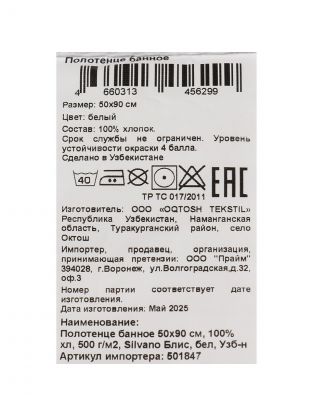 Полотенце банное
4 660313 456299
Размер: 50х90 см
Цвет: белый
Состав: 100% хлопок.
Срок службы не ограничен. Уровень
устойчивости окраски 4 балла.
Сделано в Узбекистане
40
ТР ТС 017/2011
EAC
Изготовитель: ООО «OQTOSH TEKSTIL»
Республика Узбекистан, Наманганская
область, Туракурганский район, село
Октош
Импортер, продавец, организация,
принимающая претензии: ООО "Прайм"
394028, г.Воронеж, ул.Волгоградская,д.32,
оф.3
Номер партии соответствует дате
изготовления.
Дата изготовления: Май 2025
Наименование:
Полотенце банное 50х90 см, 100%
хл, 500 г/м2, Silvano Блис, бел, Узб-н
Артикул импортера: 501847